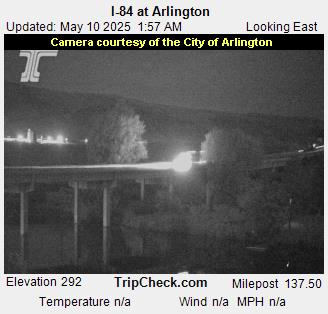 I-84 at Arlington
Updated: May 10 2025 1:57 AM Looking East
Camera courtesy of the City of Arlington
Elevation 292 TripCheck.com Milepost 137.50
Temperature n/a Wind n/a MPH n/a